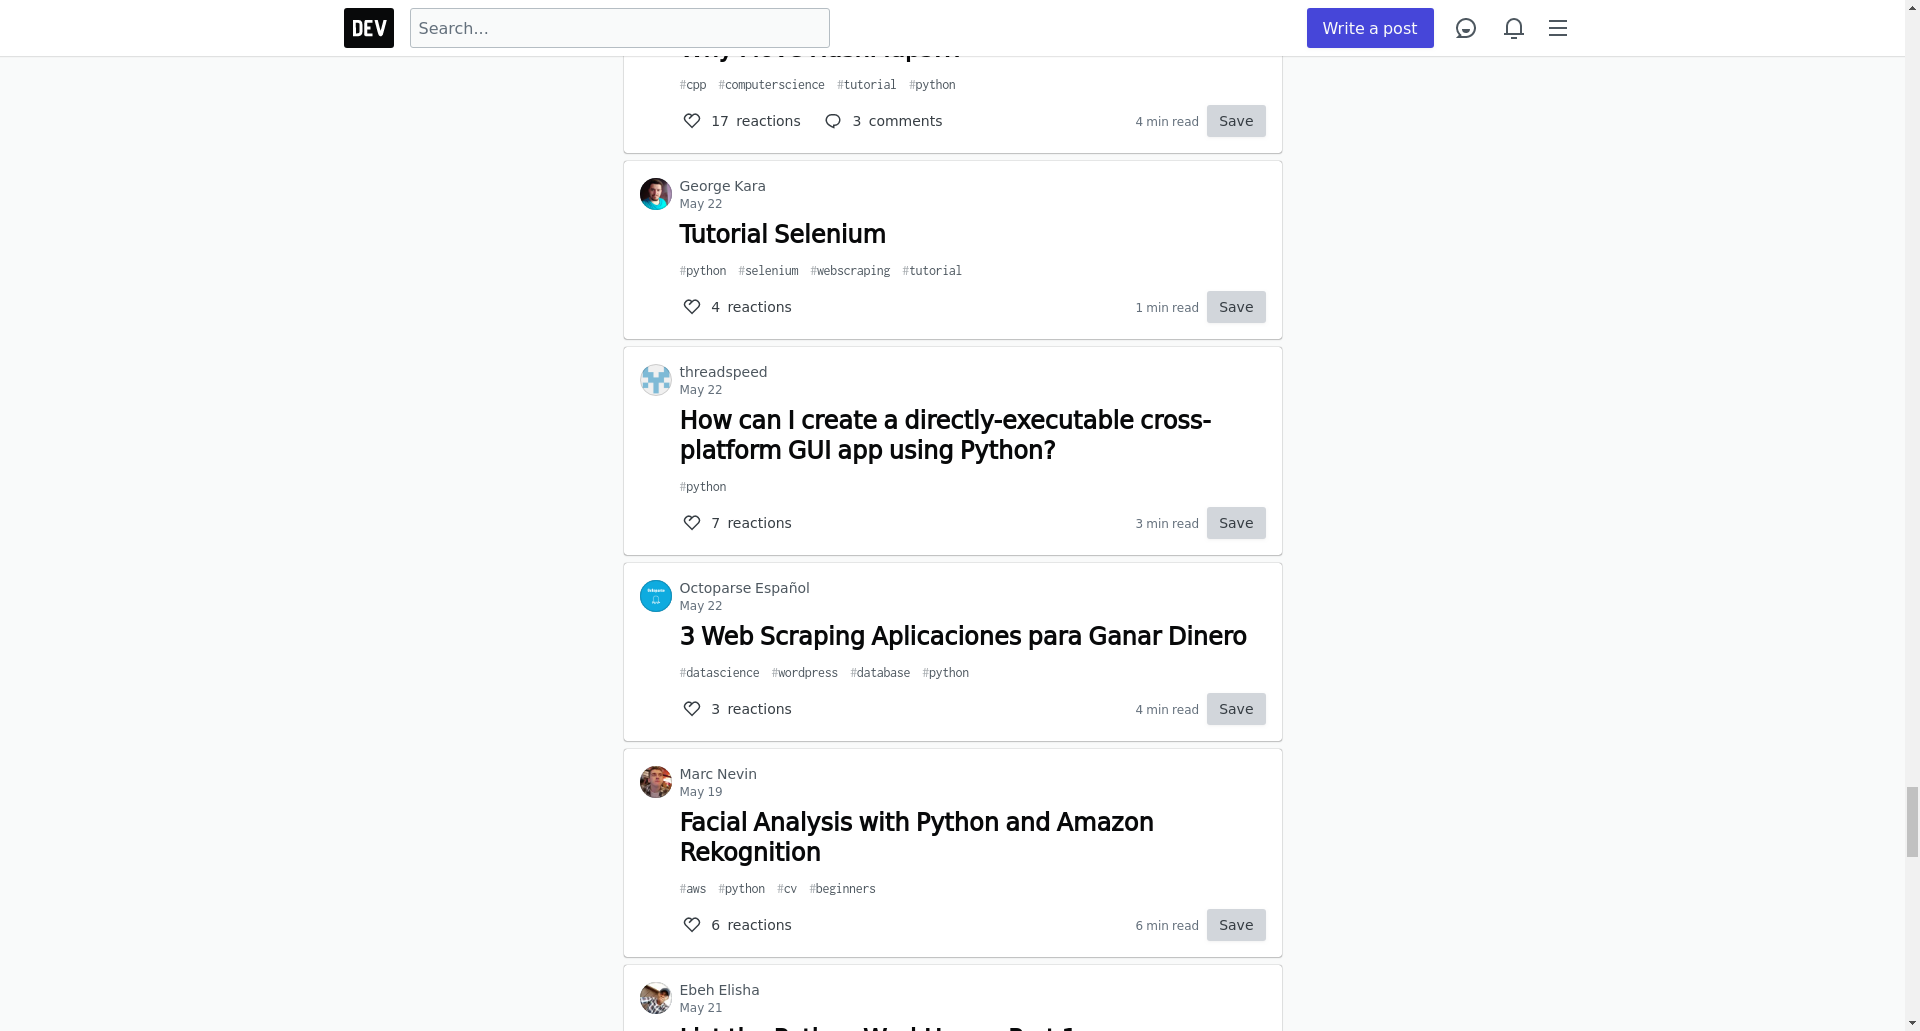 DEV
Search...
Write a post
#cpp #computerscience #tutorial #python
17 reactions 3 comments 4 min read Save
George Kara
May 22
Tutorial Selenium
#python #selenium #webscraping #tutorial
4 reactions 1 min read Save
threadspeed
May 22
How can I create a directly-executable cross-
platform GUI app using Python?
#python
7 reactions 3 min read Save
Octoparse Español
May 22
3 Web Scraping Aplicaciones para Ganar Dinero
#datascience #wordpress #database #python
3 reactions 4 min read Save
Marc Nevin
May 19
Facial Analysis with Python and Amazon
Rekognition
#aws #python #cv #beginners
6 reactions 6 min read Save
Ebeh Elisha
May 21